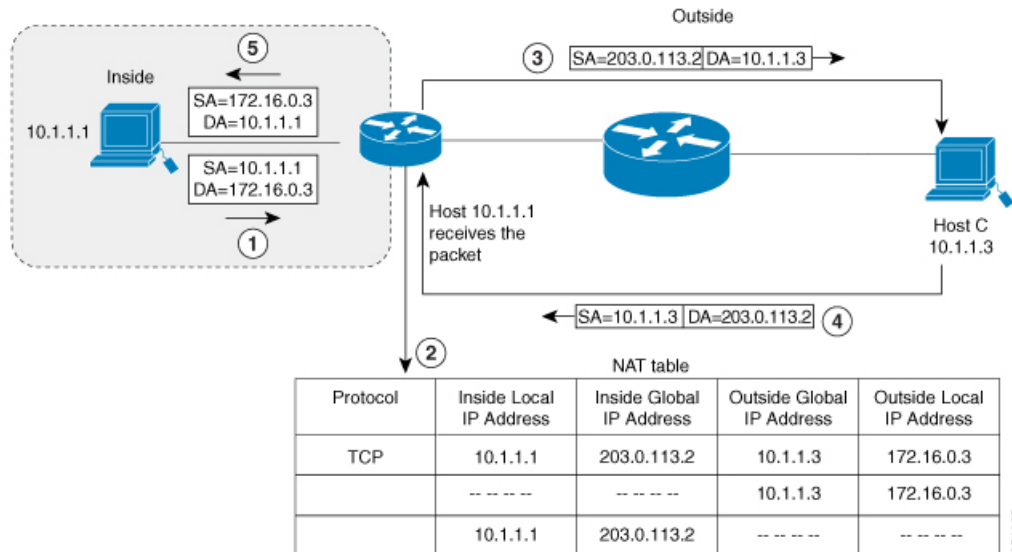 Outside
5
3
SA=203.0.113.2 DA=10.1.1.3
Inside
SA=172.16.0.3
DA=10.1.1.1
10.1.1.1
SA=10.1.1.1
DA=172.16.0.3
1
Host 10.1.1.1
receives the
packet
Host C
10.1.1.3
SA=10.1.1.3 DA=203.0.113.2
4
2
NAT table
Protocol Inside Local IP Address Inside Global IP Address Outside Global IP Address Outside Local IP Address
TCP 10.1.1.1 203.0.113.2 10.1.1.3 172.16.0.3
-- -- -- -- -- -- -- -- 10.1.1.3 172.16.0.3
10.1.1.1 203.0.113.2 -- -- -- -- -- -- -- --